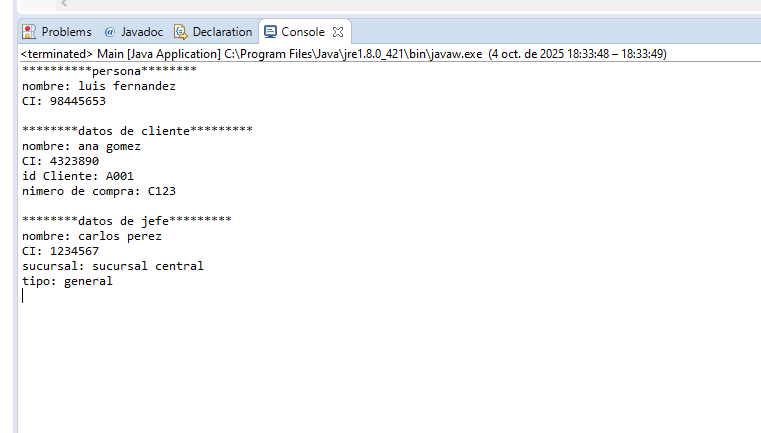 Problems @ Javadoc Declaration Console
<terminated> Main [Java Application] C:\Program Files\Java\jre1.8.0_421\bin\javaw.exe (4 oct. de 2025 18:33:48 – 18:33:49)
**********persona********
nombre: luis fernandez
CI: 98445653
********datos de cliente*********
nombre: ana gomez
CI: 4323890
id Cliente: A001
nimero de compra: C123
********datos de jefe*********
nombre: carlos perez
CI: 1234567
sucursal: sucursal central
tipo: general